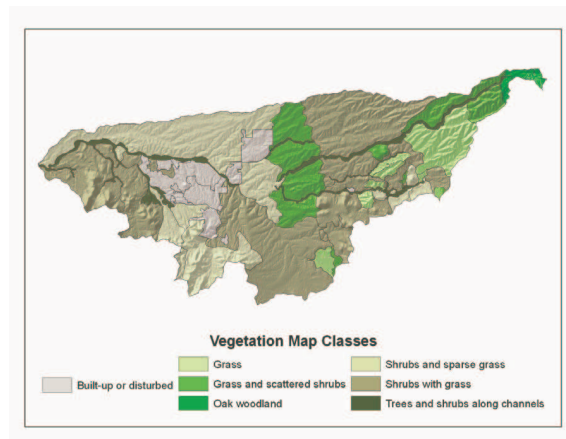 Vegetation Map Classes
Grass
Shrubs and sparse grass
Built-up or disturbed
Grass and scattered shrubs
Shrubs with grass
Oak woodland
Trees and shrubs along channels